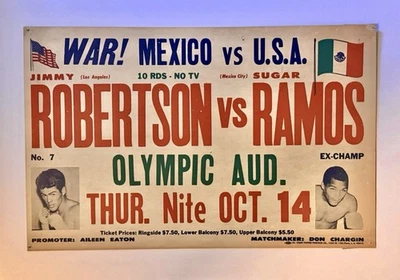 WAR! MEXICO VS U.S.A.
JIMMY (Los Angeles) 10 RDS - NO TV (Mexico City) SUGAR
ROBERTSON VS RAMOS
No. 7 EX-CHAMP
OLYMPIC AUD.
THUR. Nite OCT. 14
Ticket Prices: Ringside $7.50, Lower Balcony $7.50, Upper Balcony $5.50
PROMOTER: AILEEN EATON MATCHMAKER: DON CHARGIN